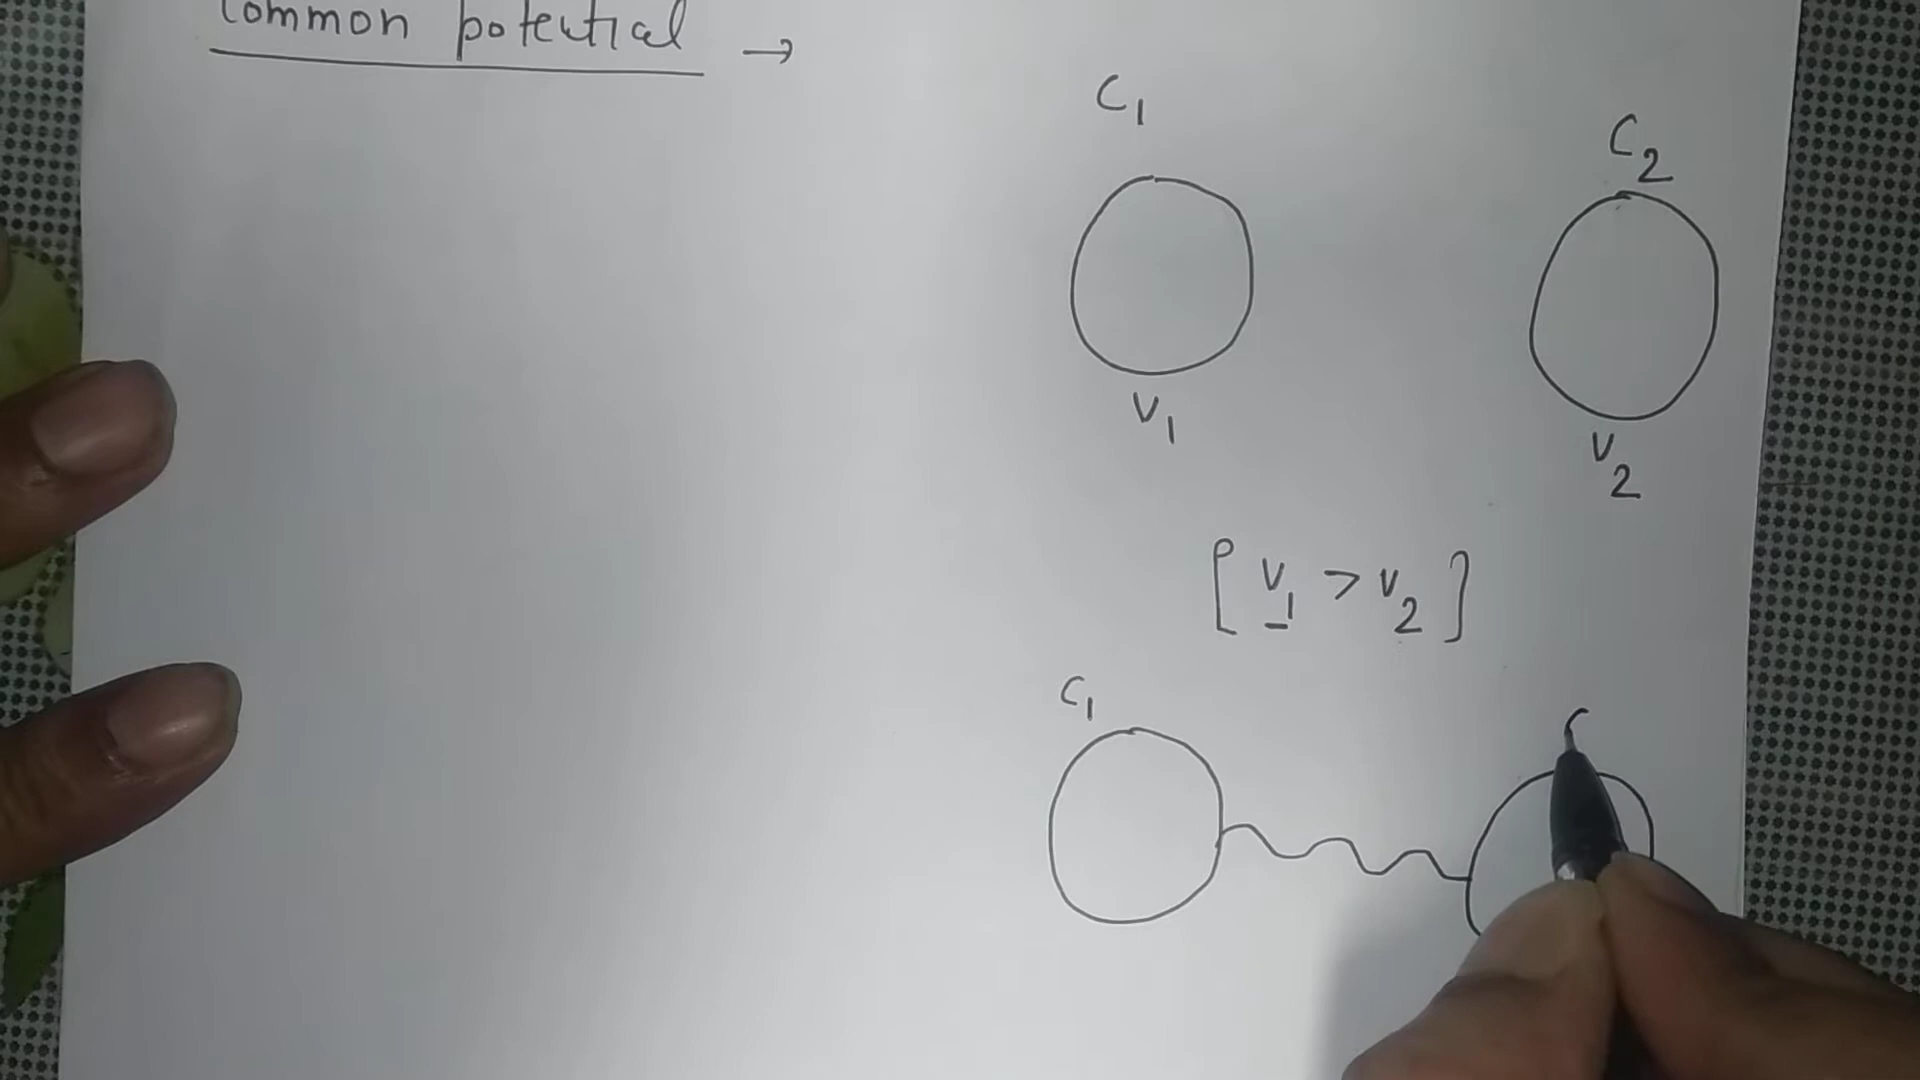 Common potential →
C1
C2
V1
V2
[ V1 > V2 ]
C1
C